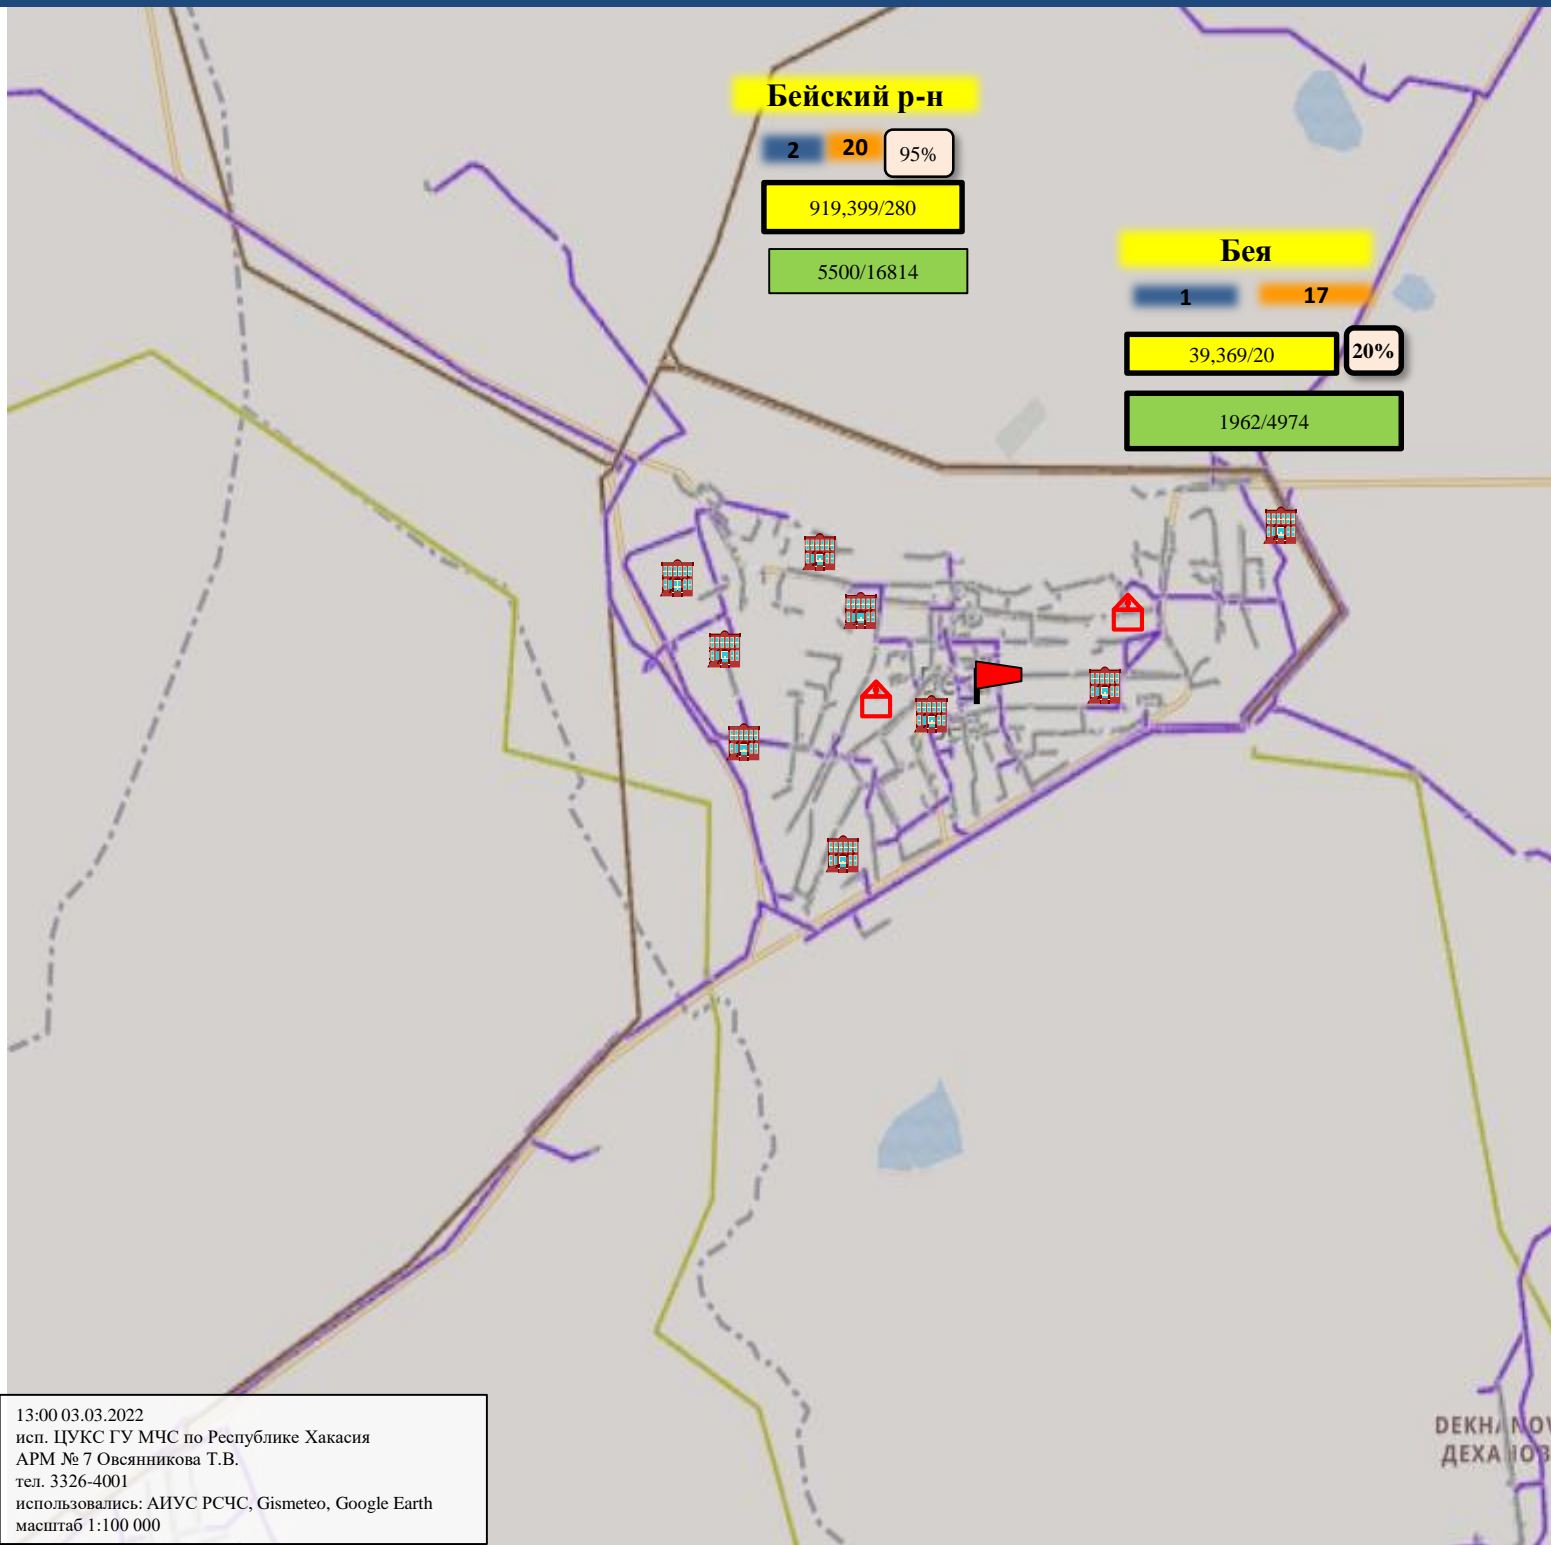 Бейский р-н
2
20
95%
919,399/280
5500/16814
Бея
1
17
39,369/20
20%
1962/4974
13:00 03.03.2022
исп. ЦУКС ГУ МЧС по Республике Хакасия
АРМ № 7 Овсянникова Т.В.
тел. 3326-4001
использовались: АИУС РСЧС, Gismeteo, Google Earth
масштаб 1:100 000